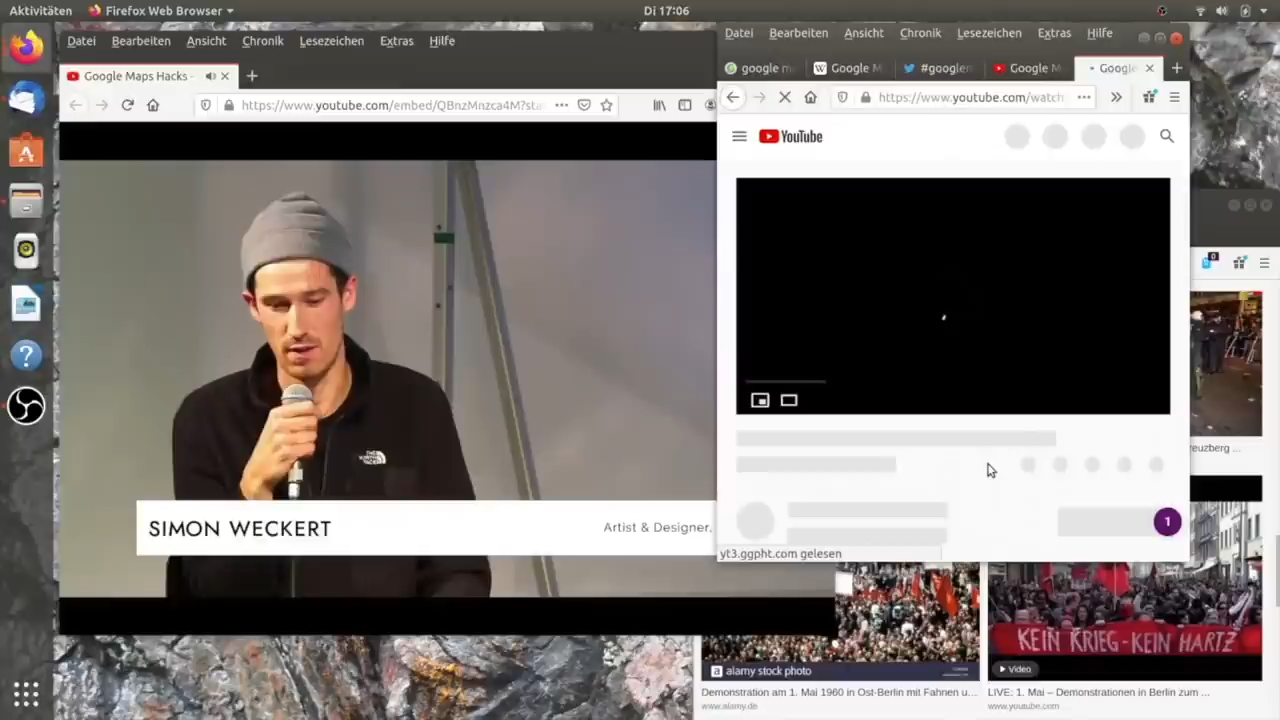 Aktivitäten Firefox Web Browser Di 17:06
Datei Bearbeiten Ansicht Chronik Lesezeichen Extras Hilfe
Google Maps Hacks -
https://www.youtube.com/embed/QBnzMnzca4M?sta
THE NORTH FACE
SIMON WECKERT
Artist & Designer.
Datei Bearbeiten Ansicht Chronik Lesezeichen Extras Hilfe
google m Google M #googlem Google M Google
https://www.youtube.com/watch
YouTube
1
yt3.ggpht.com gelesen
0
reuzberg ...
a alamy stock photo
Demonstration am 1. Mai 1960 in Ost-Berlin mit Fahnen u...
www.alamy.de
KEIN KRIEG - KEIN HARTZ
Video
LIVE: 1. Mai – Demonstrationen in Berlin zum ...
www.youtube.com